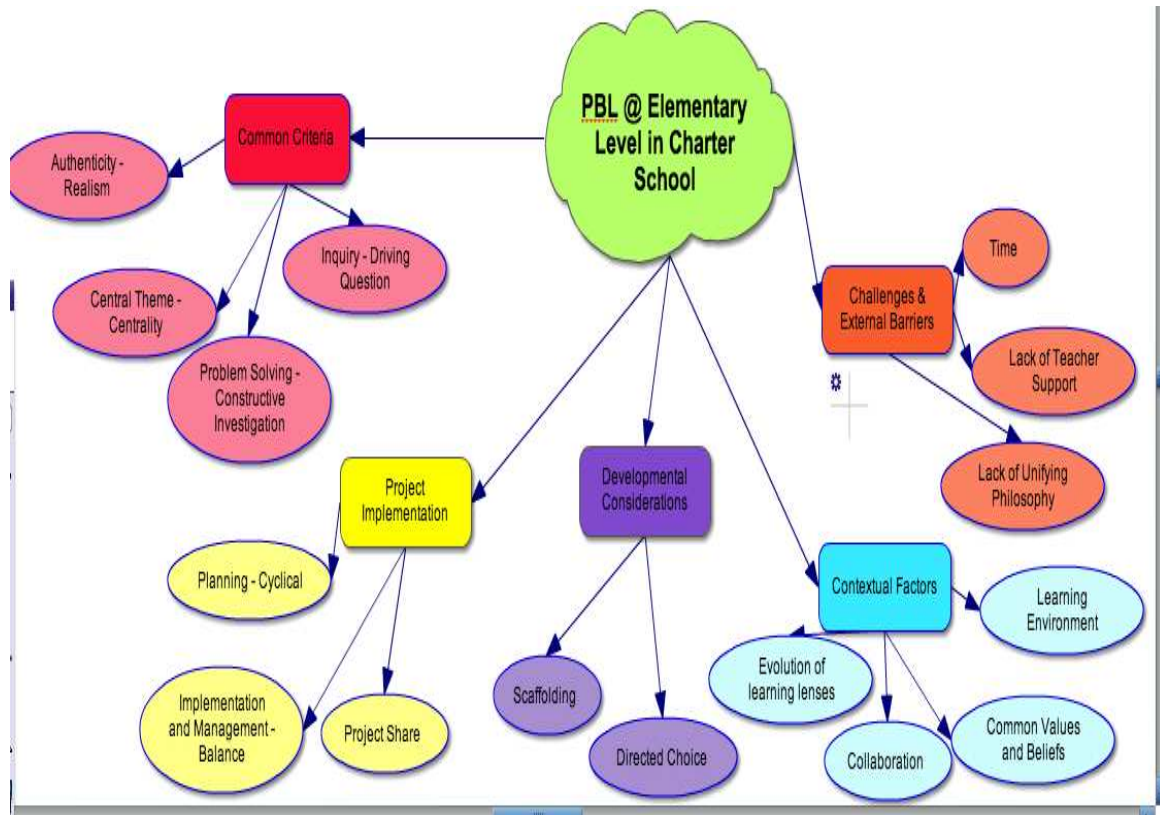 PBL @ Elementary
Level in Charter
School
Common Criteria
Authenticity -
Realism
Inquiry - Driving
Question
Central Theme -
Centrality
Problem Solving -
Constructive
Investigation
Challenges &
External Barriers
Time
Lack of Teacher
Support
Lack of Unifying
Philosophy
Project
Implementation
Planning - Cyclical
Implementation
and Management -
Balance
Project Share
Developmental
Considerations
Scaffolding
Directed Choice
Contextual Factors
Learning
Environment
Evolution of
learning lenses
Common Values
and Beliefs
Collaboration